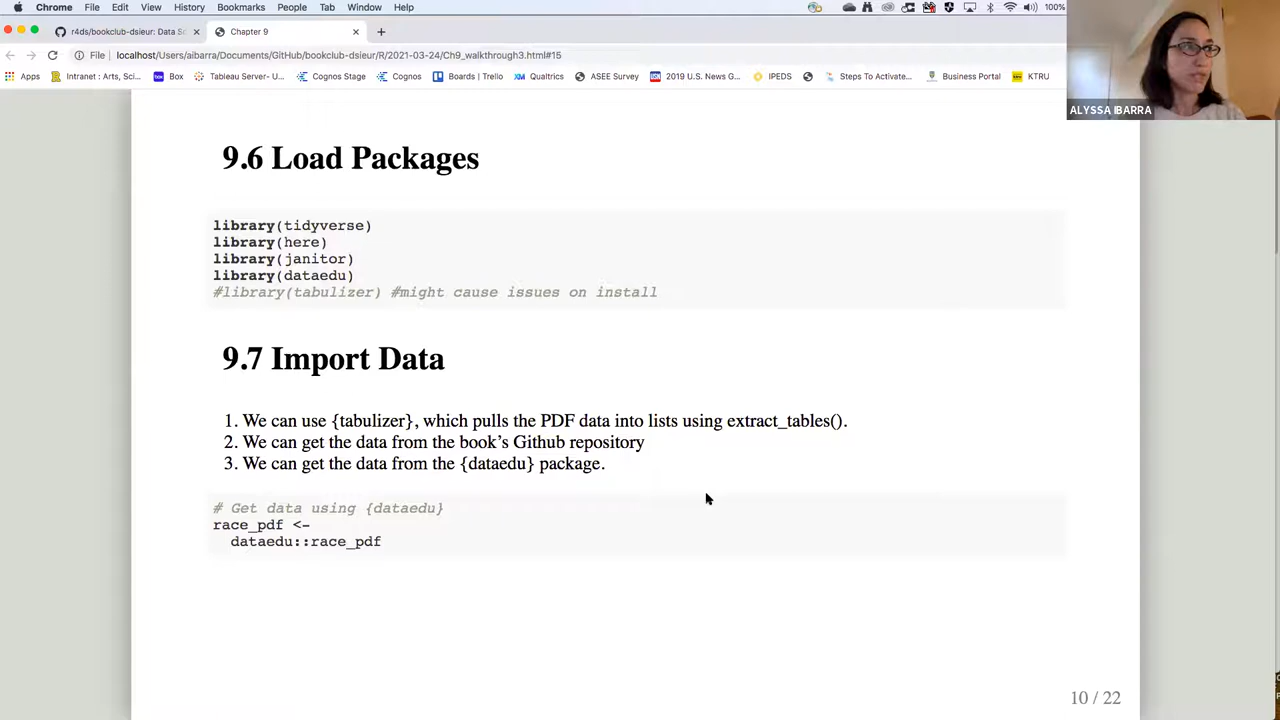 Chrome File Edit View History Bookmarks People Tab Window Help 100%
r4ds/bookclub-dsieur: Data Sc × Chapter 9 × +
File localhost/Users/aibarra/Documents/GitHub/bookclub-dsieur/R/2021-03-24/Ch9_walkthrough3.html#15
Apps Intranet : Arts, Sci... Box Tableau Server- U... Cognos Stage Cognos Boards | Trello Qualtrics ASEE Survey 2019 U.S. News G... IPEDS Steps To Activate... Business Portal KTRU
ALYSSA IBARRA
9.6 Load Packages
library(tidyverse)
library(here)
library(janitor)
library(dataedu)
#library(tabulizer) #might cause issues on install
9.7 Import Data
1. We can use {tabulizer}, which pulls the PDF data into lists using extract_tables().
2. We can get the data from the book’s Github repository
3. We can get the data from the {dataedu} package.
# Get data using {dataedu}
race_pdf <-
dataedu::race_pdf
10 / 22